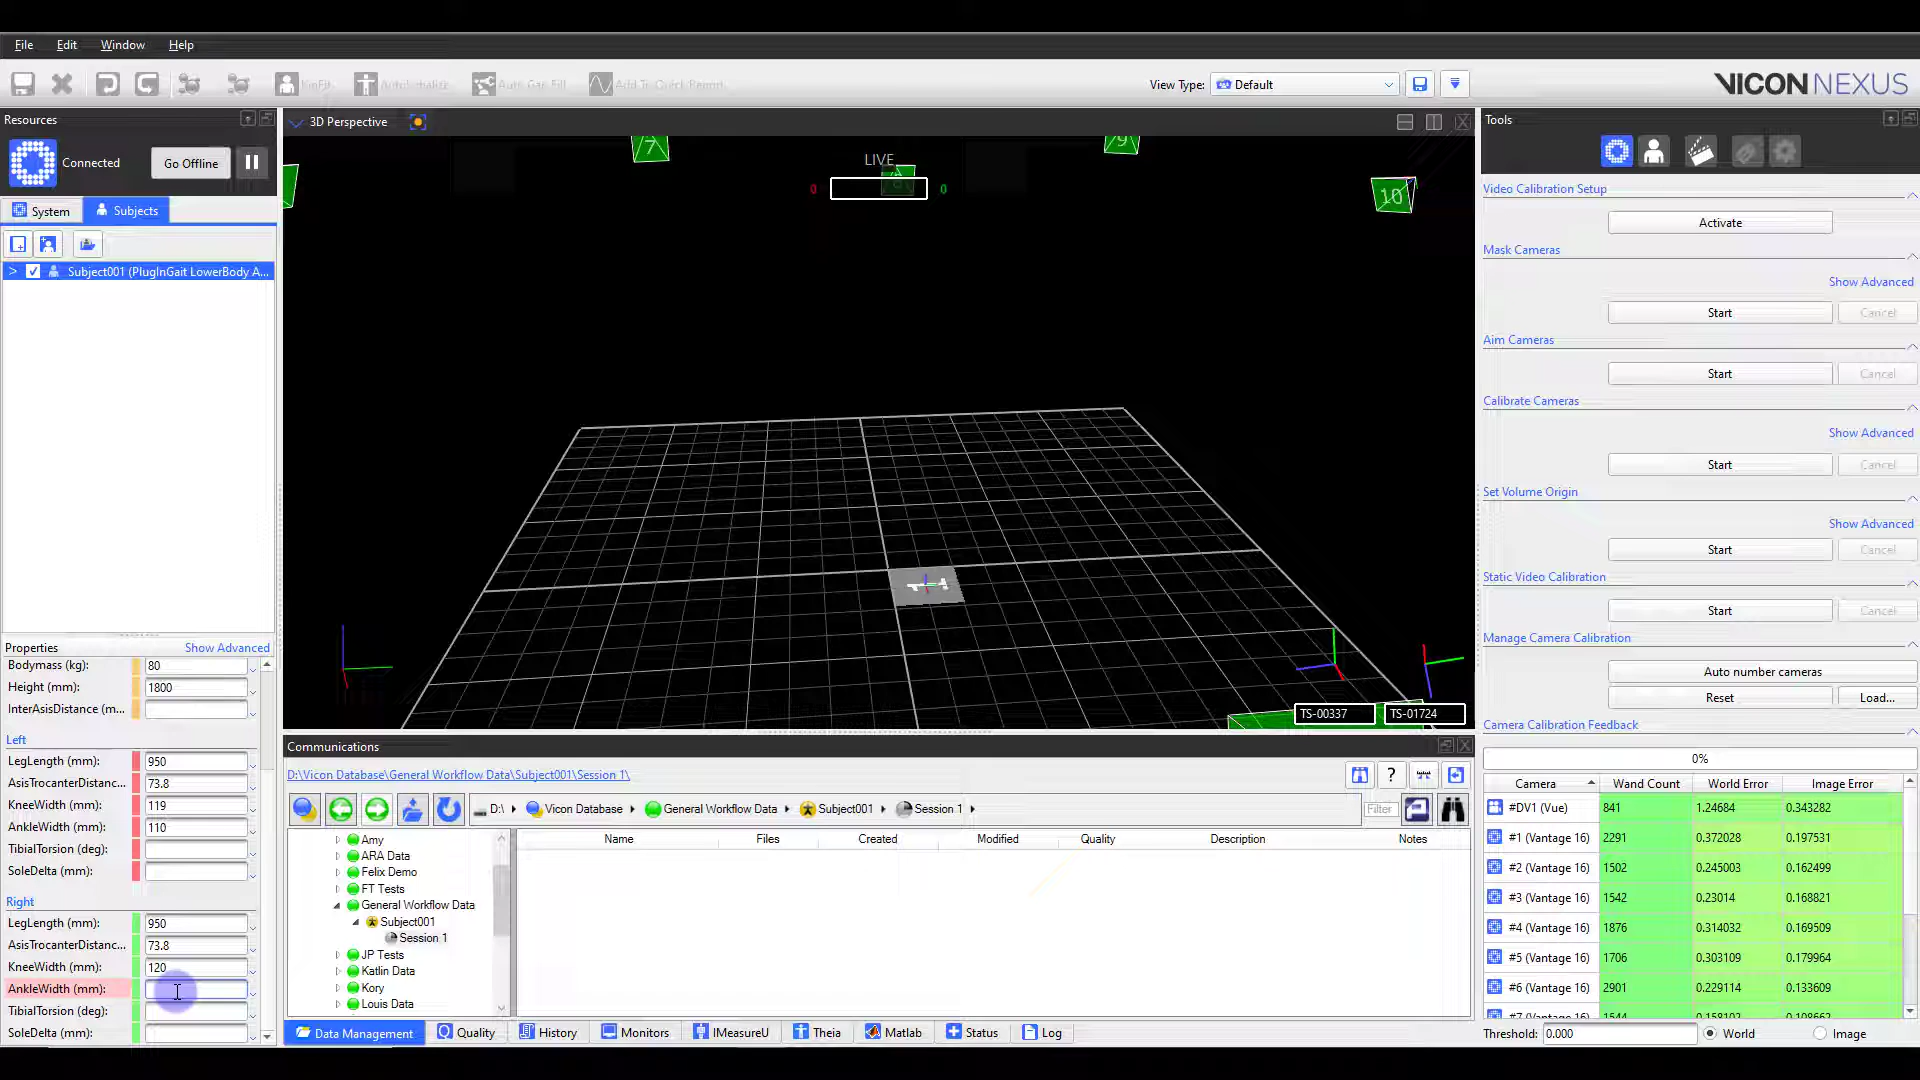 File Edit Window Help
View Type: Default
VICON NEXUS
Resources
Connected
Go Offline
System Subjects
Subject001 (PlugInGait LowerBody A...
Properties Show Advanced
Bodymass (kg): 80
Height (mm): 1800
InterAsisDistance (m...
Left
LegLength (mm): 950
AsisTrocanterDistanc... 73.8
KneeWidth (mm): 119
AnkleWidth (mm): 110
TibialTorsion (deg):
SoleDelta (mm):
Right
LegLength (mm): 950
AsisTrocanterDistanc... 73.8
KneeWidth (mm): 120
AnkleWidth (mm):
TibialTorsion (deg):
SoleDelta (mm):
3D Perspective
7
9
LIVE
0 0
10
TS-00337 TS-01724
Communications
D:\Vicon Database\General Workflow Data\Subject001\Session 1\
?
D:\ Vicon Database General Workflow Data Subject001 Session 1
Filter
Name Files Created Modified Quality Description Notes
Amy
ARA Data
Felix Demo
FT Tests
General Workflow Data
Subject001
Session 1
JP Tests
Katlin Data
Kory
Louis Data
Data Management Quality History Monitors IMeasureU Theia Matlab Status Log
Tools
Video Calibration Setup
Activate
Mask Cameras
Show Advanced
Start Cancel
Aim Cameras
Start Cancel
Calibrate Cameras
Show Advanced
Start Cancel
Set Volume Origin
Show Advanced
Start Cancel
Static Video Calibration
Start Cancel
Manage Camera Calibration
Auto number cameras
Reset Load...
Camera Calibration Feedback
0%
Camera Wand Count World Error Image Error
#DV1 (Vue) 841 1.24684 0.343282
#1 (Vantage 16) 2291 0.372028 0.197531
#2 (Vantage 16) 1502 0.245003 0.162499
#3 (Vantage 16) 1542 0.23014 0.168821
#4 (Vantage 16) 1876 0.314032 0.169509
#5 (Vantage 16) 1706 0.303109 0.179964
#6 (Vantage 16) 2901 0.229114 0.133609
#7 (Vantage 16) 1544 0.158102 0.108662
Threshold: 0.000 World Image